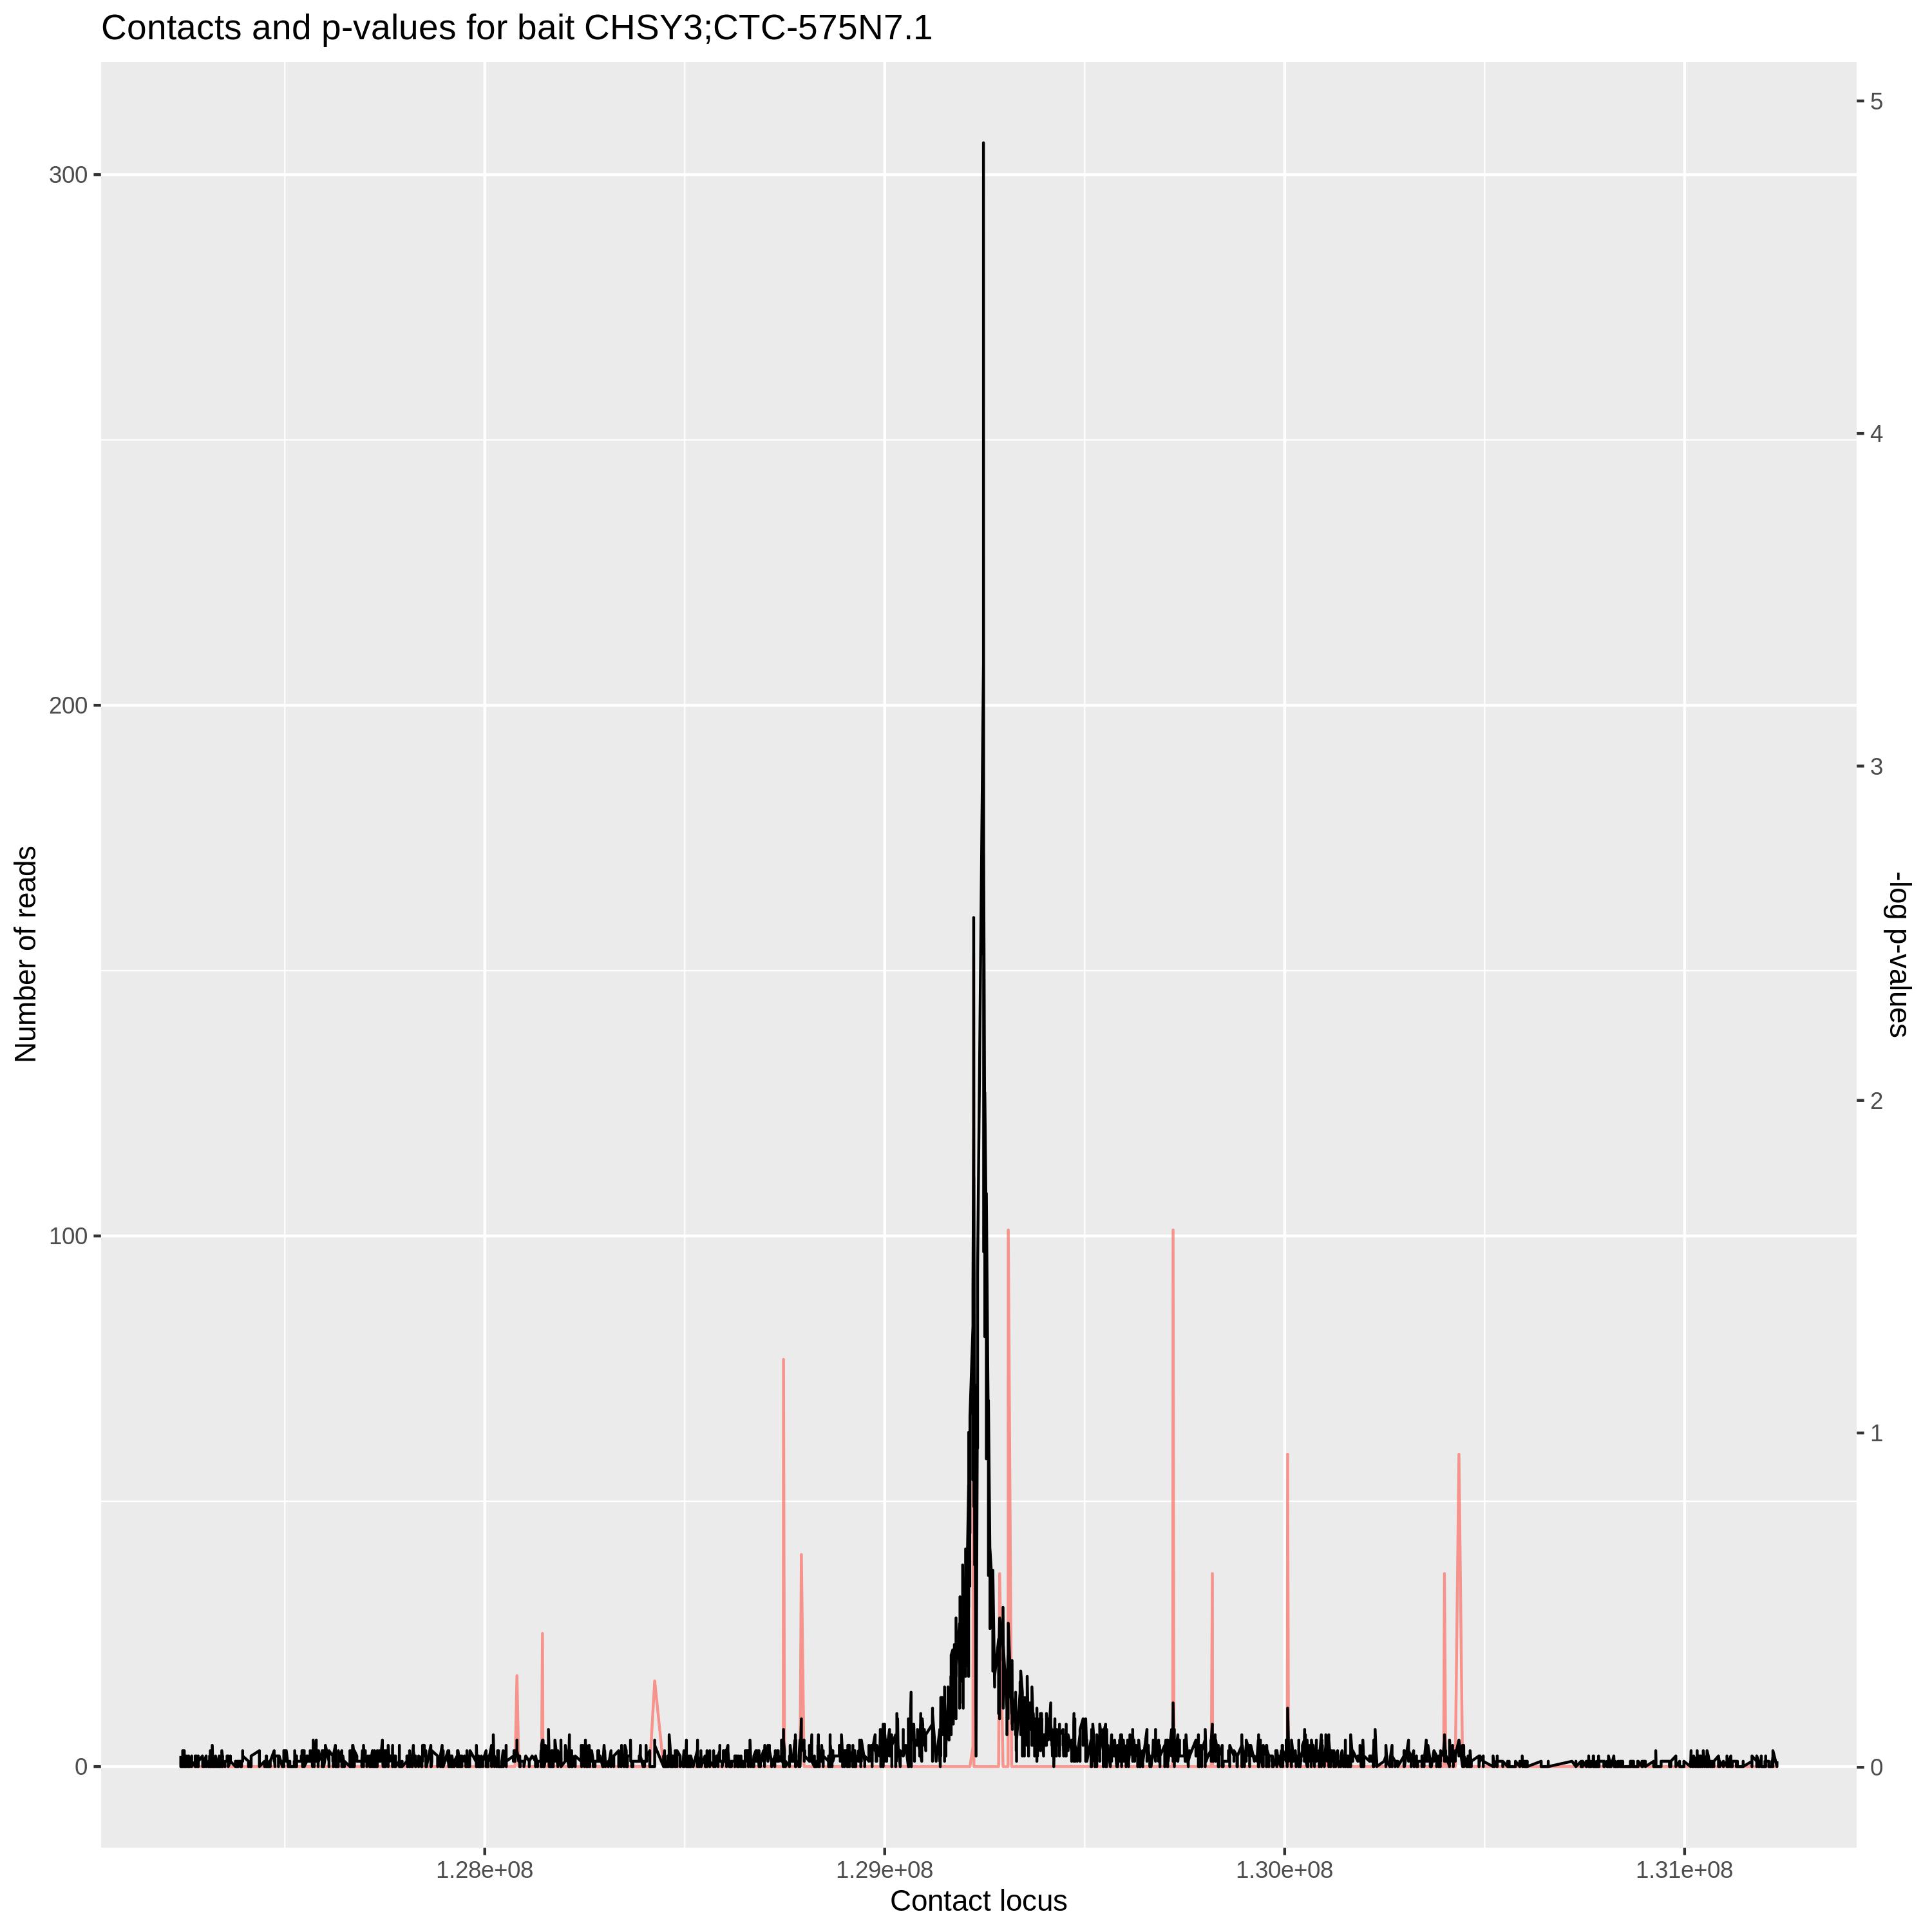 Contacts and p-values for bait CHSY3;CTC-575N7.1
300
200
100
0
Number of reads
5
4
3
2
1
0
-log p-values
1.28e+08
1.29e+08
1.30e+08
1.31e+08
Contact locus